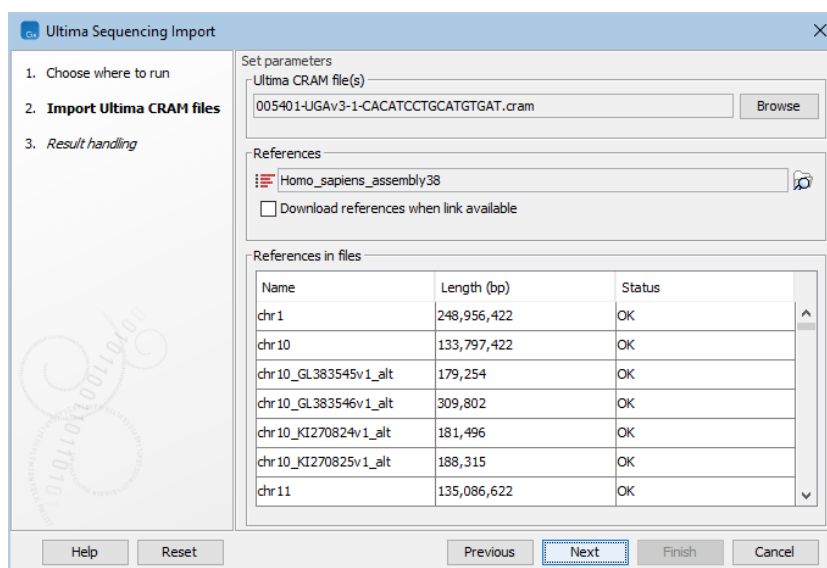 Gx Ultima Sequencing Import
1. Choose where to run
2. Import Ultima CRAM files
3. Result handling
Set parameters
Ultima CRAM file(s)
005401-UGAv3-1-CACATCCTGCATGTGAT.cram Browse
References
Homo_sapiens_assembly38
Download references when link available
References in files
Name Length (bp) Status
chr1 248,956,422 OK
chr10 133,797,422 OK
chr10_GL383545v1_alt 179,254 OK
chr10_GL383546v1_alt 309,802 OK
chr10_KI270824v1_alt 181,496 OK
chr10_KI270825v1_alt 188,315 OK
chr11 135,086,622 OK
Help Reset Previous Next Finish Cancel